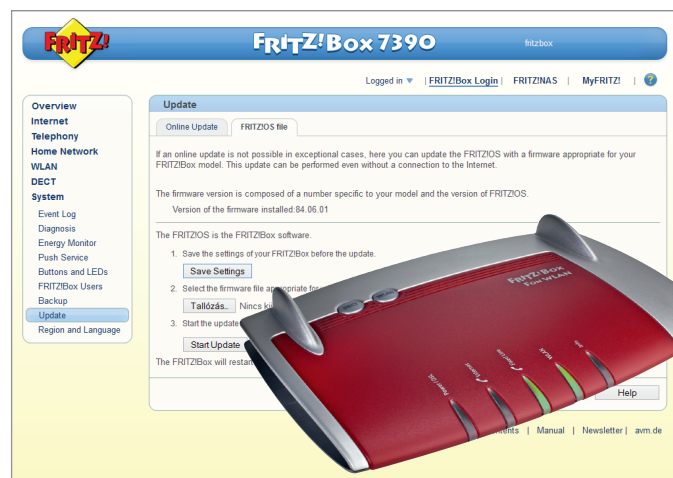 FRITZ!
FRITZ!Box 7390
fritzbox
Logged in | FRITZ!Box Login | FRITZ!NAS | MyFRITZ! | ?
Overview
Internet
Telephony
Home Network
WLAN
DECT
System
Event Log
Diagnosis
Energy Monitor
Push Service
Buttons and LEDs
FRITZ!Box Users
Backup
Update
Region and Language
Update
Online Update
FRITZ!OS file
If an online update is not possible in exceptional cases, here you can update the FRITZ!OS with a firmware appropriate for your
FRITZ!Box model. This update can be performed even without a connection to the Internet.
The firmware version is composed of a number specific to your model and the version of FRITZ!OS.
Version of the firmware installed:84.06.01
The FRITZ!OS is the FRITZ!Box software.
1. Save the settings of your FRITZ!Box before the update.
Save Settings
2. Select the firmware file appropriate for
Tallózás... Nincs
3. Start the update
Start Update
The FRITZ!Box will
FRITZ!Box
Fon WLAN
Power / DSL
Internet
Fixed Line
WLAN
Info
Help
| Manual | Newsletter | avm.de